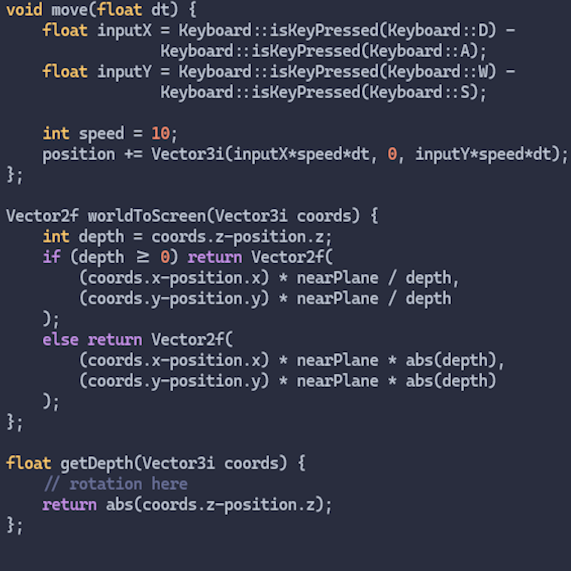 void move(float dt) {
    float inputX = Keyboard::isKeyPressed(Keyboard::D) -
                   Keyboard::isKeyPressed(Keyboard::A);
    float inputY = Keyboard::isKeyPressed(Keyboard::W) -
                   Keyboard::isKeyPressed(Keyboard::S);

    int speed = 10;
    position += Vector3i(inputX*speed*dt, 0, inputY*speed*dt);
};

Vector2f worldToScreen(Vector3i coords) {
    int depth = coords.z-position.z;
    if (depth ≥ 0) return Vector2f(
        (coords.x-position.x) * nearPlane / depth,
        (coords.y-position.y) * nearPlane / depth
    );
    else return Vector2f(
        (coords.x-position.x) * nearPlane * abs(depth),
        (coords.y-position.y) * nearPlane * abs(depth)
    );
};

float getDepth(Vector3i coords) {
    // rotation here
    return abs(coords.z-position.z);
};